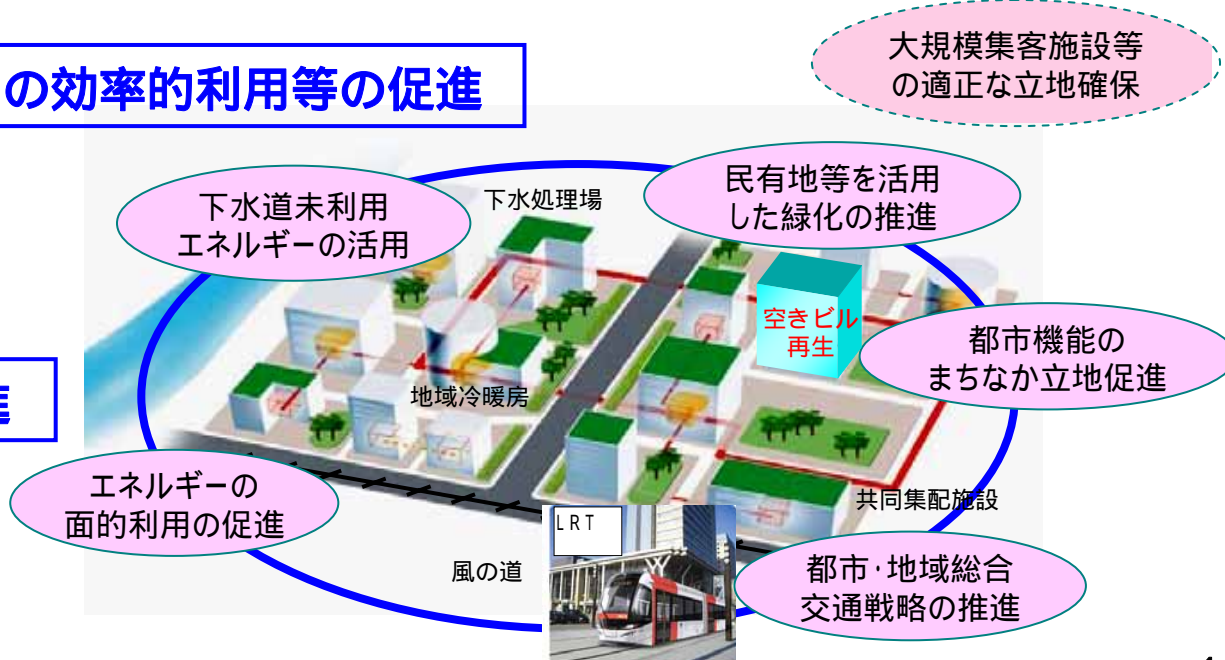 大規模集客施設等
の適正な立地確保
の効率的利用等の促進
民有地等を活用
した緑化の推進
下水道未利用
エネルギーの活用
下水処理場
空きビル
再生
都市機能の
まちなか立地促進
地域冷暖房
進
エネルギーの
面的利用の促進
共同集配施設
LRT
風の道
都市･地域総合
交通戦略の推進